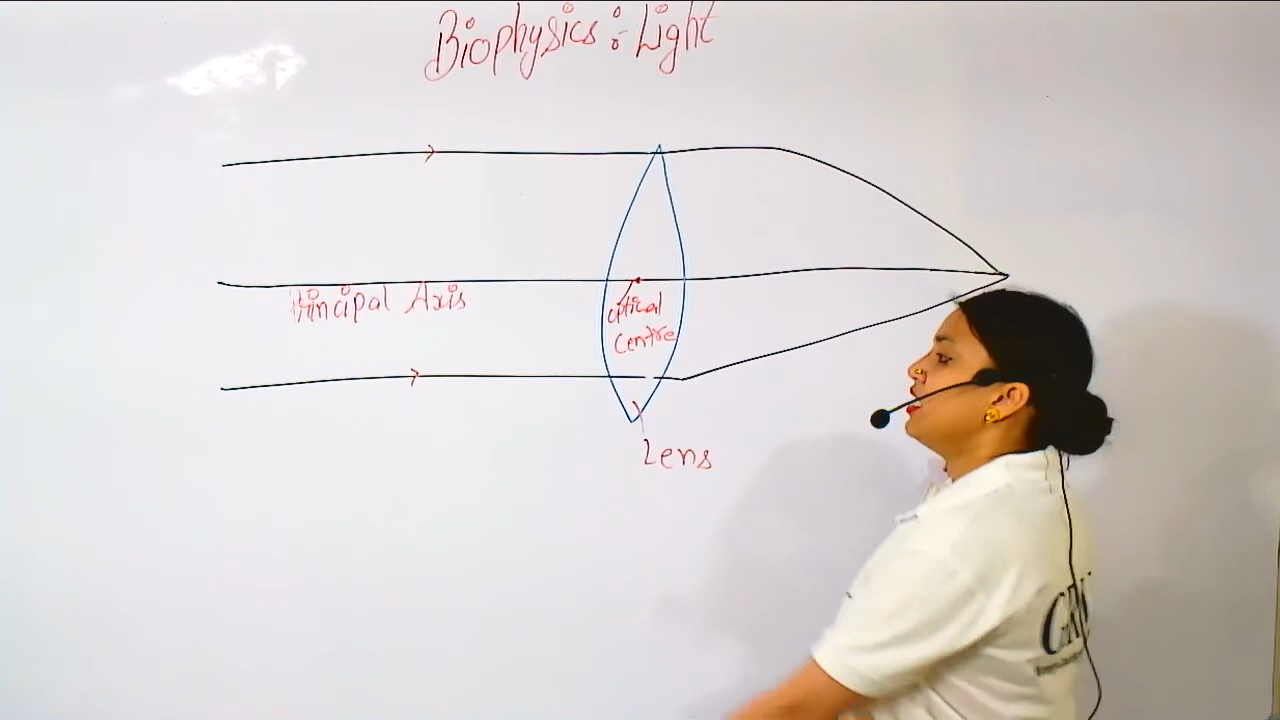 Biophysics : Light
Principal Axis
optical
Centre
Lens